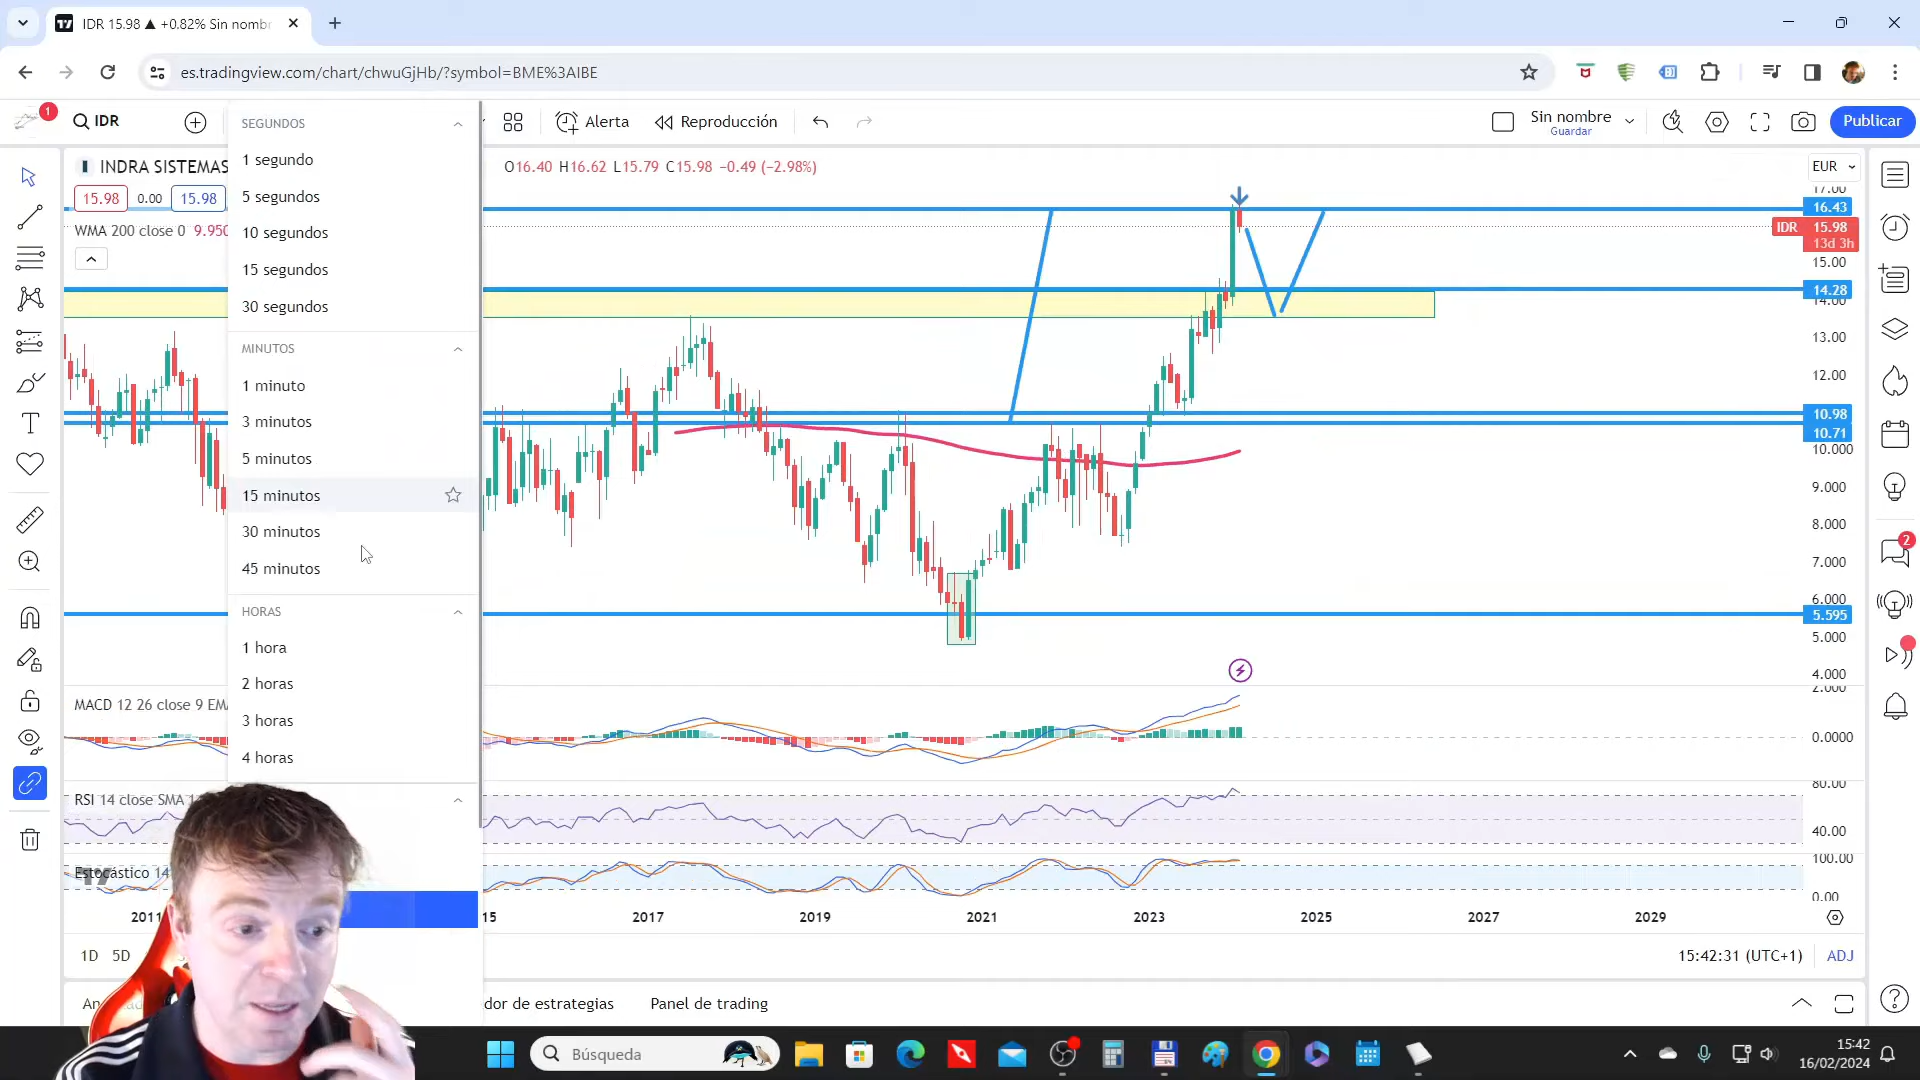 IDR 15.98 ▲ +0.82% Sin nombr
es.tradingview.com/chart/chwuGjHb/?symbol=BME%3AIBE
1
IDR
Alerta
Reproducción
Sin nombre
Guardar
Publicar
INDRA SISTEMAS
O16.40 H16.62 L15.79 C15.98 −0.49 (−2.98%)
EUR
15.98 0.00 15.98
WMA 200 close 0 9.950
SEGUNDOS
1 segundo
5 segundos
10 segundos
15 segundos
30 segundos
MINUTOS
1 minuto
3 minutos
5 minutos
15 minutos
30 minutos
45 minutos
HORAS
1 hora
2 horas
3 horas
4 horas
17.00
16.43
IDR 15.98
13d 3h
15.00
14.28
14.00
13.00
12.00
10.98
10.71
10.000
9.000
8.000
7.000
6.000
5.595
5.000
4.000
2.000
0.0000
80.00
40.00
100.00
0.00
MACD 12 26 close 9 EMA
RSI 14 close SMA 1
Estocástico 14
2011 15 2017 2019 2021 2023 2025 2027 2029
1D 5D
15:42:31 (UTC+1) ADJ
dor de estrategias
Panel de trading
2
Búsqueda
15:42
16/02/2024